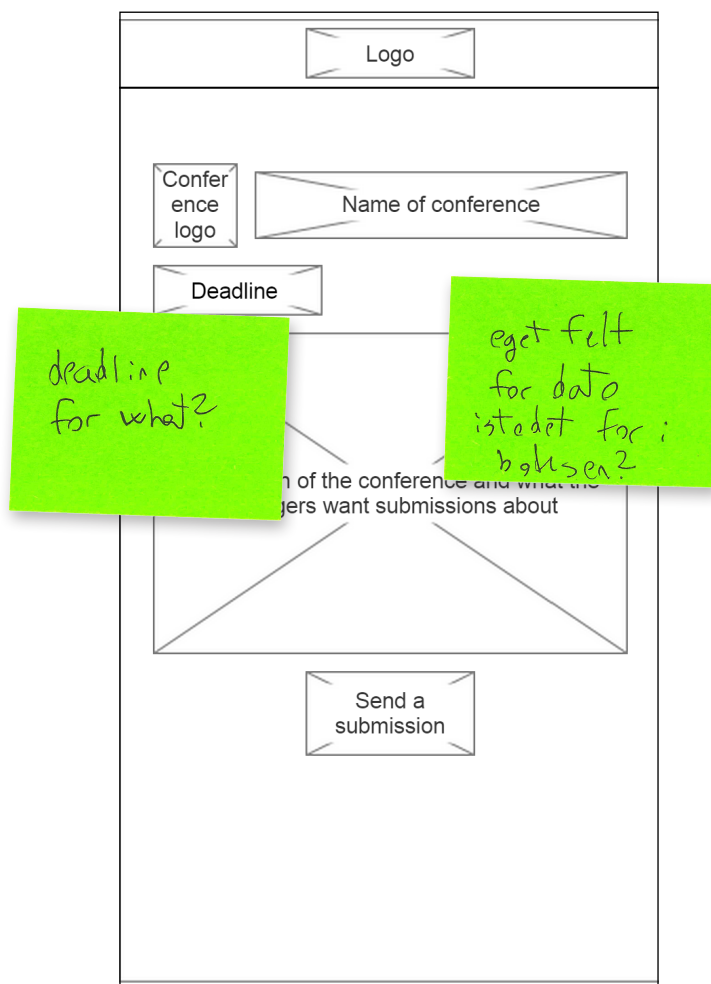 Logo
Confer
ence
logo
Name of conference
Deadline
deadline
for what?
eget felt
for dato
istedet for i
boksen?
n of the conference and what the
gers want submissions about
Send a
submission